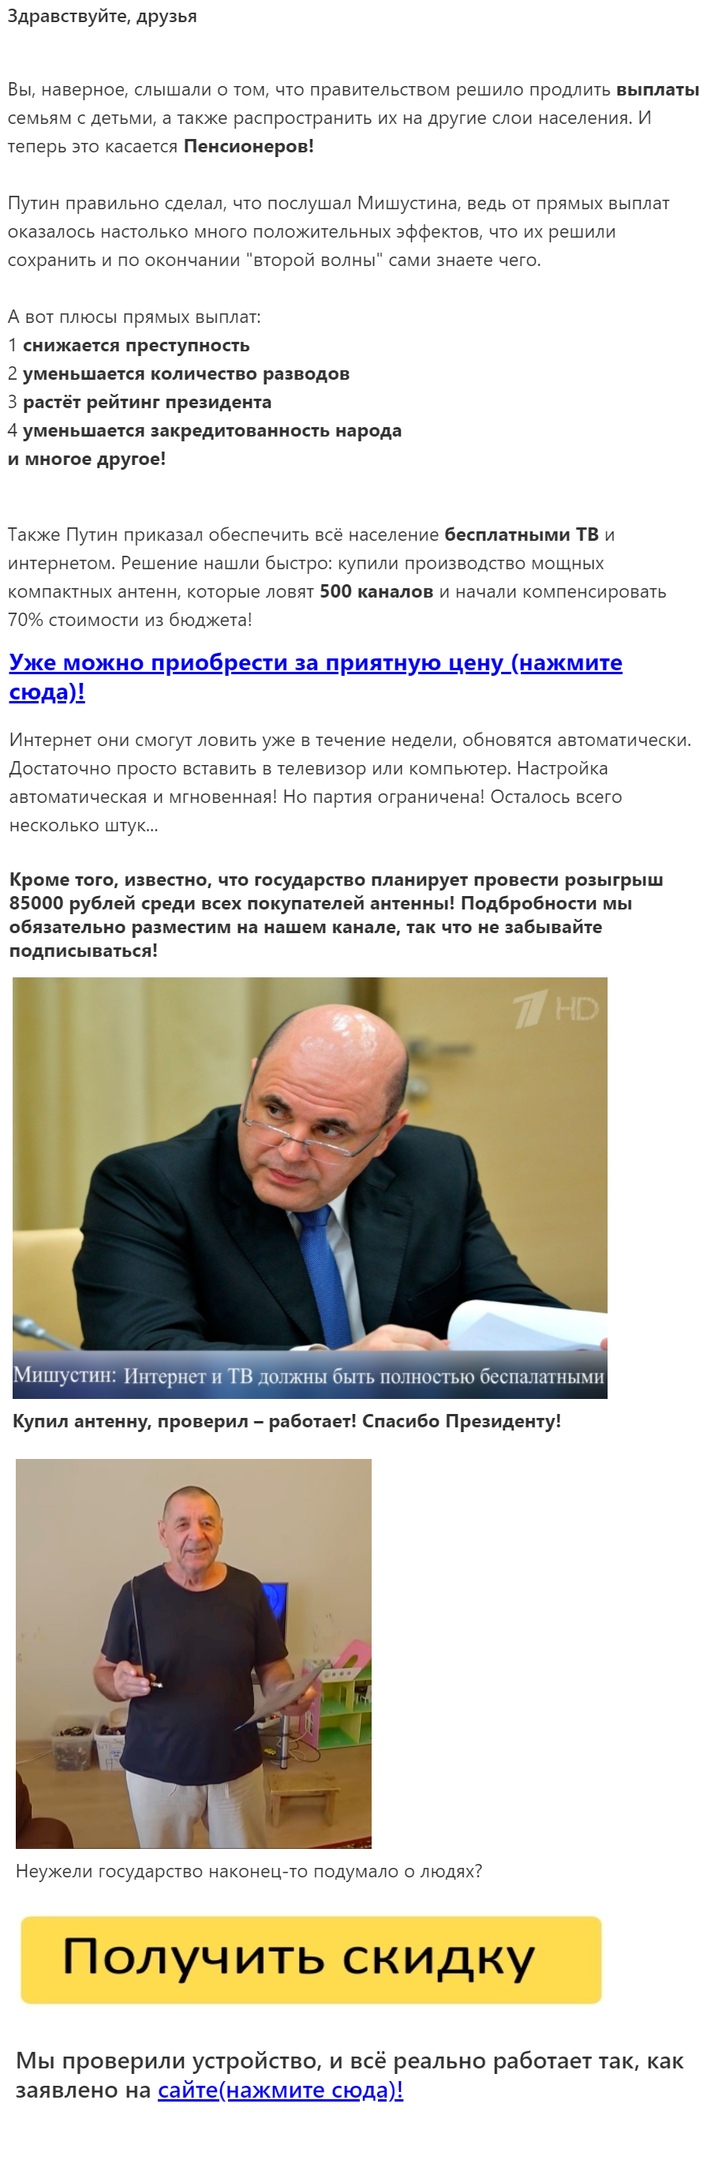 Здравствуйте, друзья
Вы, наверное, слышали о том, что правительством решило продлить выплаты
семьям с детьми, а также распространить их на другие слои населения. И
теперь это касается Пенсионеров!
Путин правильно сделал, что послушал Мишустина, ведь от прямых выплат
оказалось настолько много положительных эффектов, что их решили
сохранить и по окончании "второй волны" сами знаете чего.
А вот плюсы прямых выплат:
1 снижается преступность
2 уменьшается количество разводов
3 растёт рейтинг президента
4 уменьшается закредитованность народа
и многое другое!
Также Путин приказал обеспечить всё население бесплатными ТВ и
интернетом. Решение нашли быстро: купили производство мощных
компактных антенн, которые ловят 500 каналов и начали компенсировать
70% стоимости из бюджета!
Уже можно приобрести за приятную цену (нажмите
сюда)!
Интернет они смогут ловить уже в течение недели, обновятся автоматически.
Достаточно просто вставить в телевизор или компьютер. Настройка
автоматическая и мгновенная! Но партия ограничена! Осталось всего
несколько штук...
Кроме того, известно, что государство планирует провести розыгрыш
85000 рублей среди всех покупателей антенны! Подбробности мы
обязательно разместим на нашем канале, так что не забывайте
подписываться!
1 HD
Мишустин: Интернет и ТВ должны быть полностью беспалатными
Купил антенну, проверил – работает! Спасибо Президенту!
Неужели государство наконец-то подумало о людях?
Получить скидку
Мы проверили устройство, и всё реально работает так, как
заявлено на сайте(нажмите сюда)!